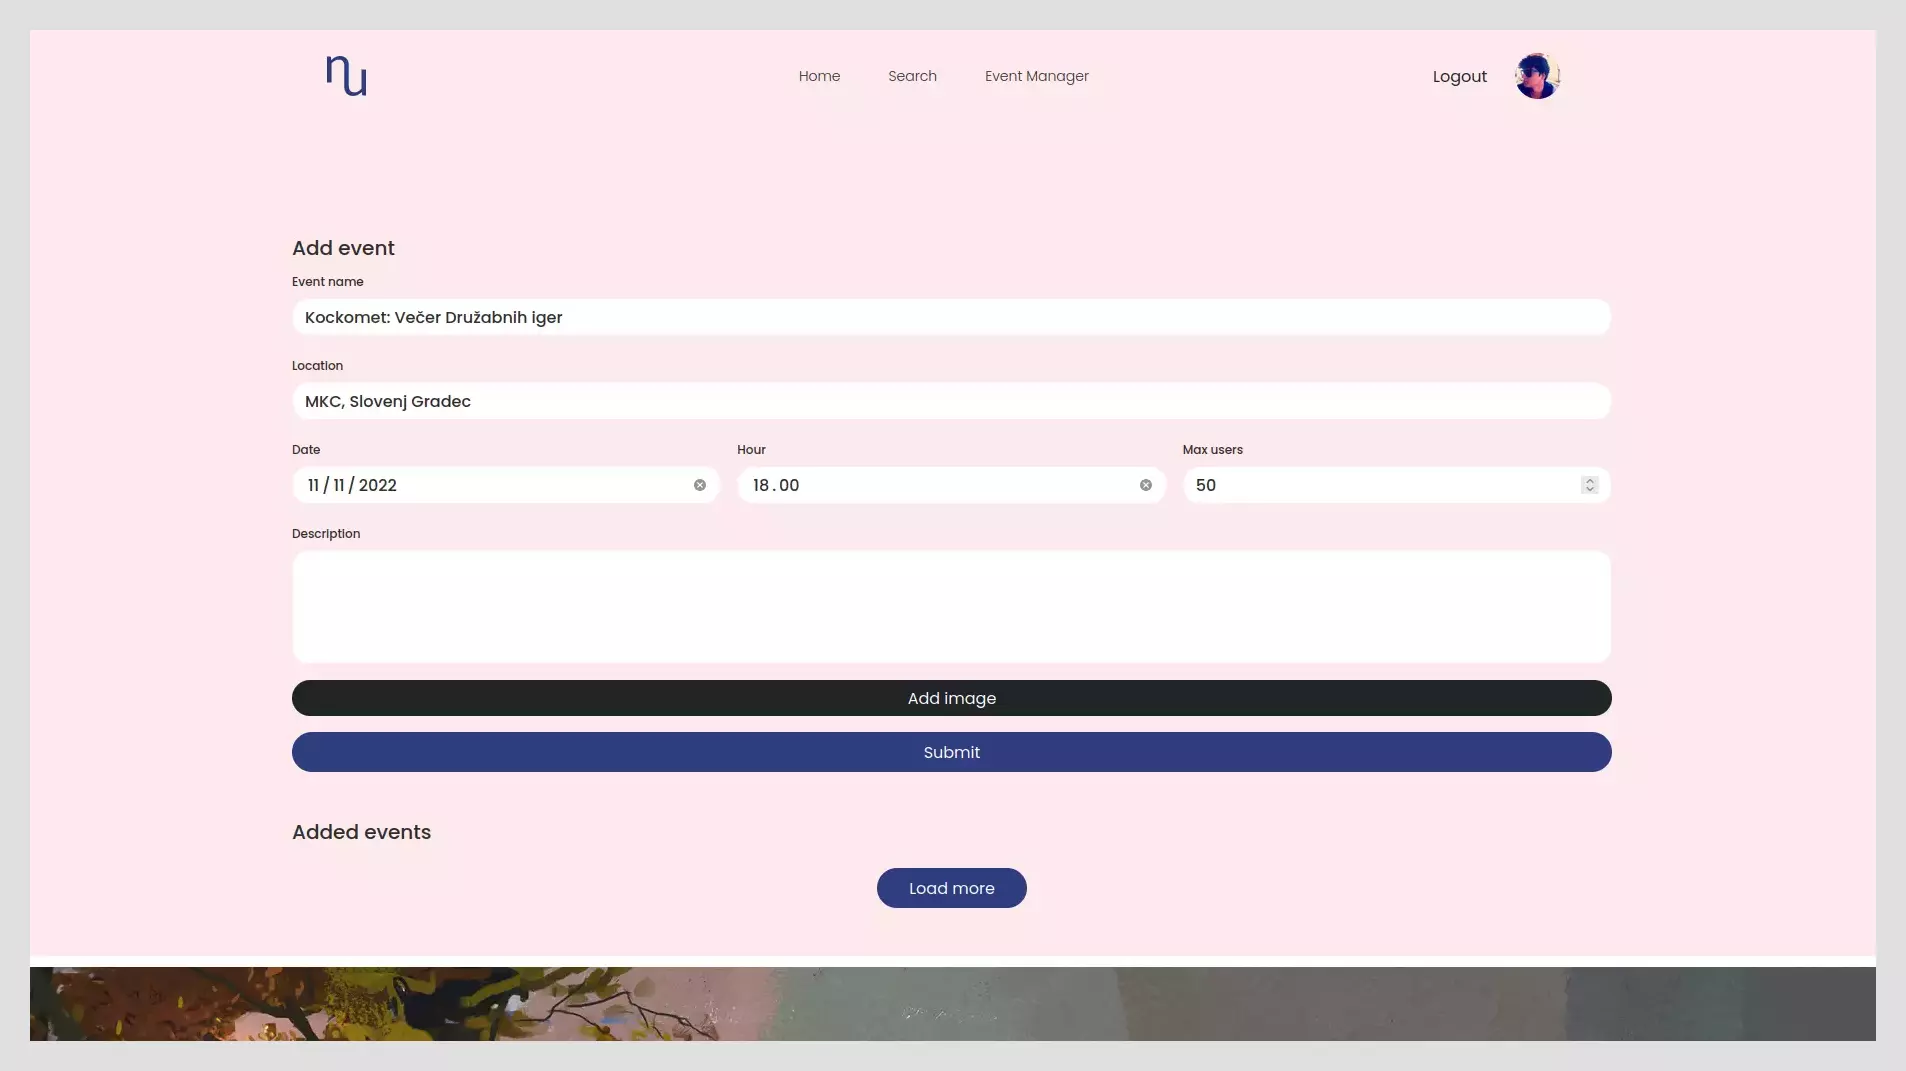 nu
Home Search Event Manager Logout
Add event
Event name
Kockomet: Večer Družabnih iger
Location
MKC, Slovenj Gradec
Date Hour Max users
11 / 11 / 2022 18 . 00 50
Description
Add image
Submit
Added events
Load more